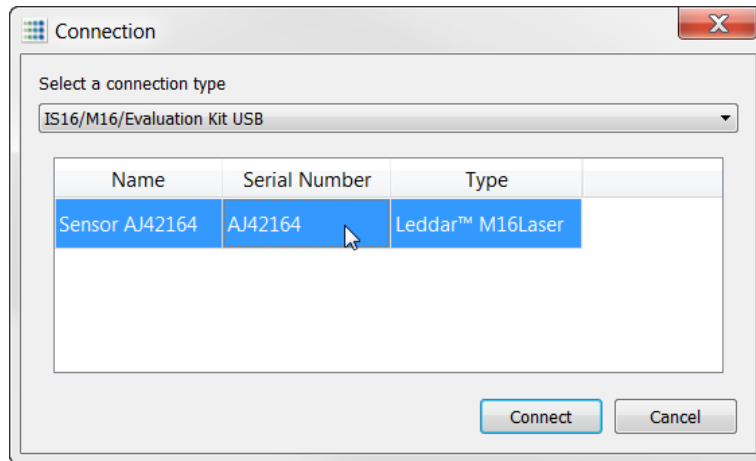 Connection
Select a connection type
IS16/M16/Evaluation Kit USB
Name Serial Number Type
Sensor AJ42164 AJ42164 Leddar™ M16Laser
Connect Cancel